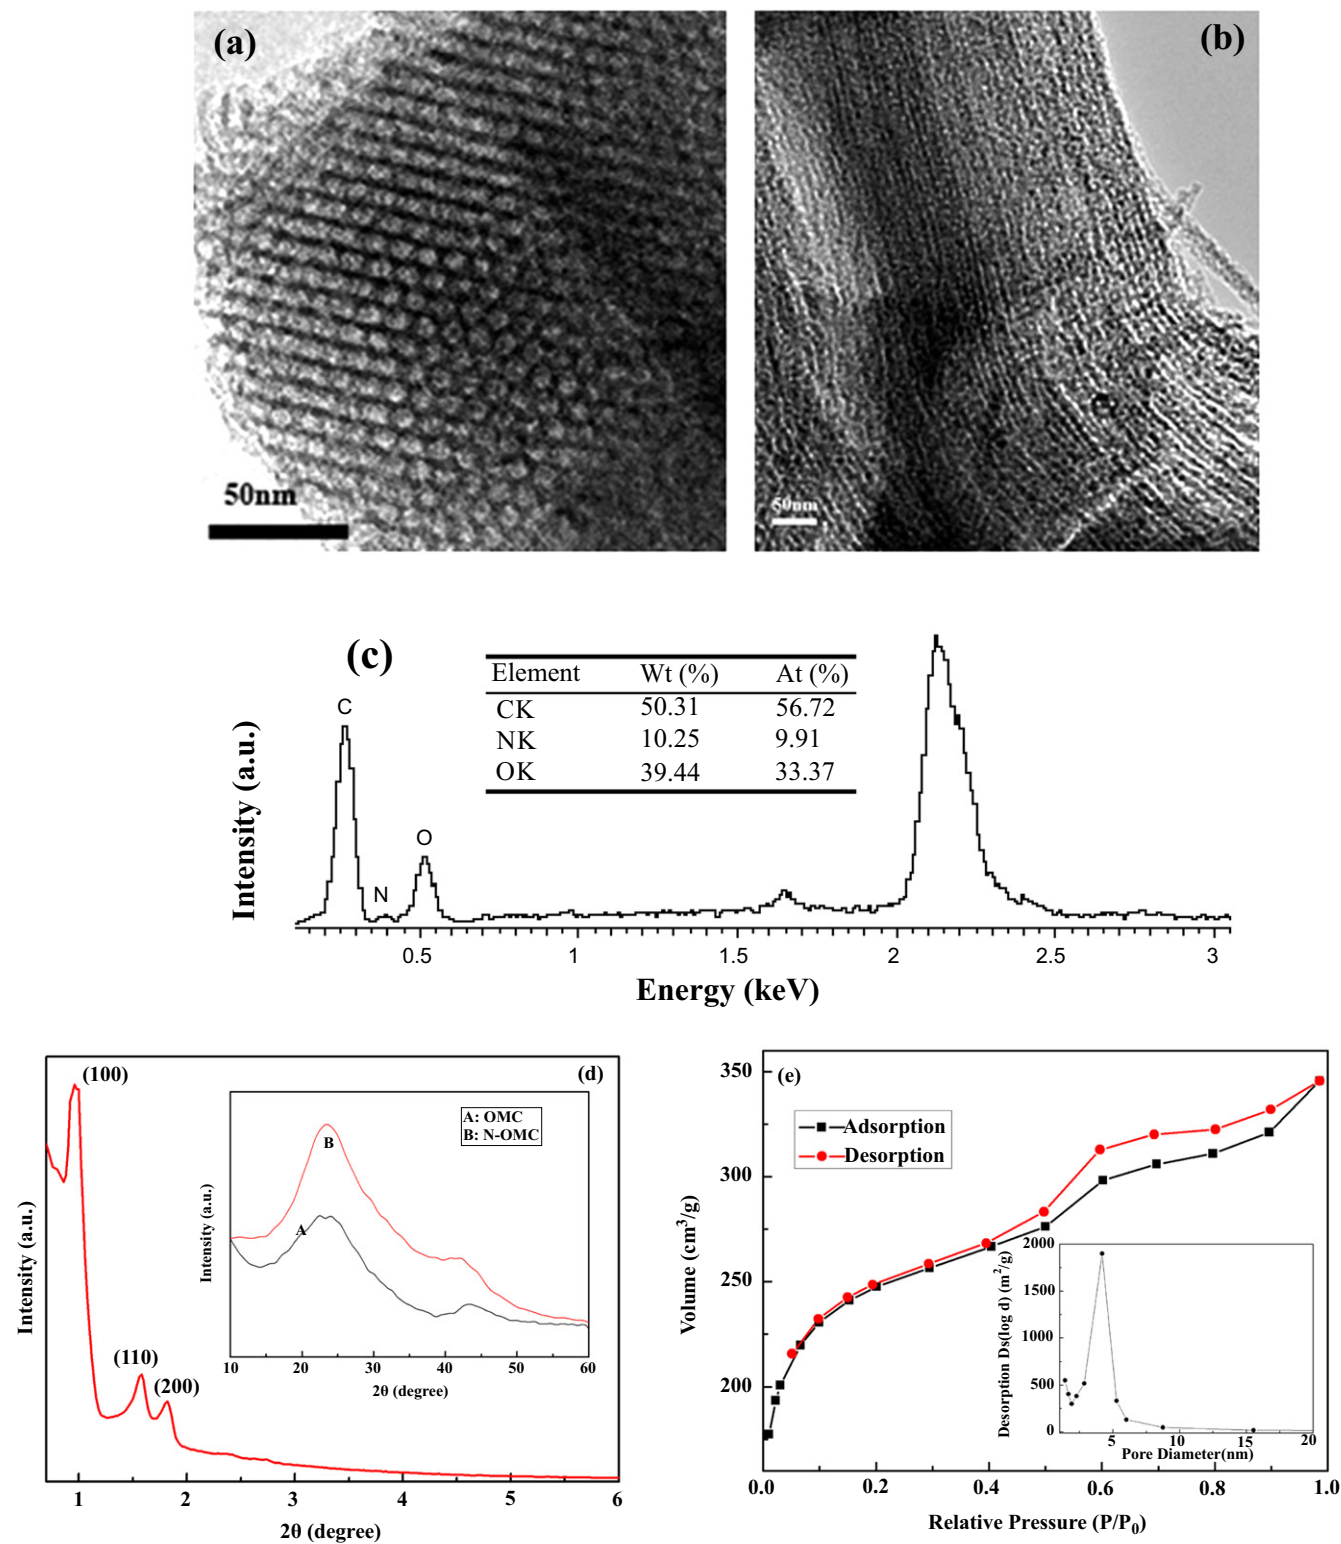 (a)
50nm
(b)
50nm
(c)
Element Wt (%) At (%)
CK 50.31 56.72
NK 10.25 9.91
OK 39.44 33.37
C
N
O
Intensity (a.u.)
0.5 1 1.5 2 2.5 3
Energy (keV)
(d)
(100)
(110)
(200)
Intensity (a.u.)
1 2 3 4 5 6
2θ (degree)
A: OMC
B: N-OMC
B
A
Intensity (a.u.)
10 20 30 40 50 60
2θ (degree)
(e)
Adsorption
Desorption
Volume (cm³/g)
350
300
250
200
0.0 0.2 0.4 0.6 0.8 1.0
Relative Pressure (P/P₀)
Desorption Ds(log d) (m²/g)
2000
1500
1000
500
0
5 10 15 20
Pore Diameter(nm)